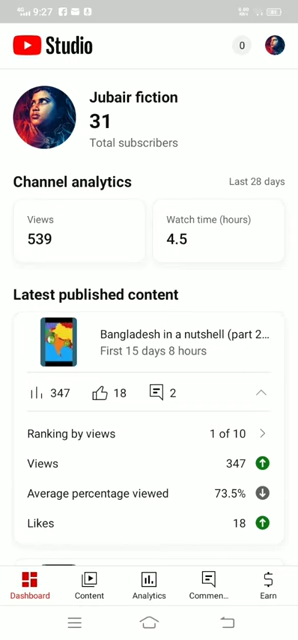 9:27
Studio
0
Jubair fiction
31
Total subscribers
Channel analytics
Last 28 days
Views
539
Watch time (hours)
4.5
Latest published content
Bangladesh in a nutshell (part 2...
First 15 days 8 hours
347
18
2
Ranking by views
1 of 10
Views
347
Average percentage viewed
73.5%
Likes
18
Dashboard
Content
Analytics
Commen...
Earn